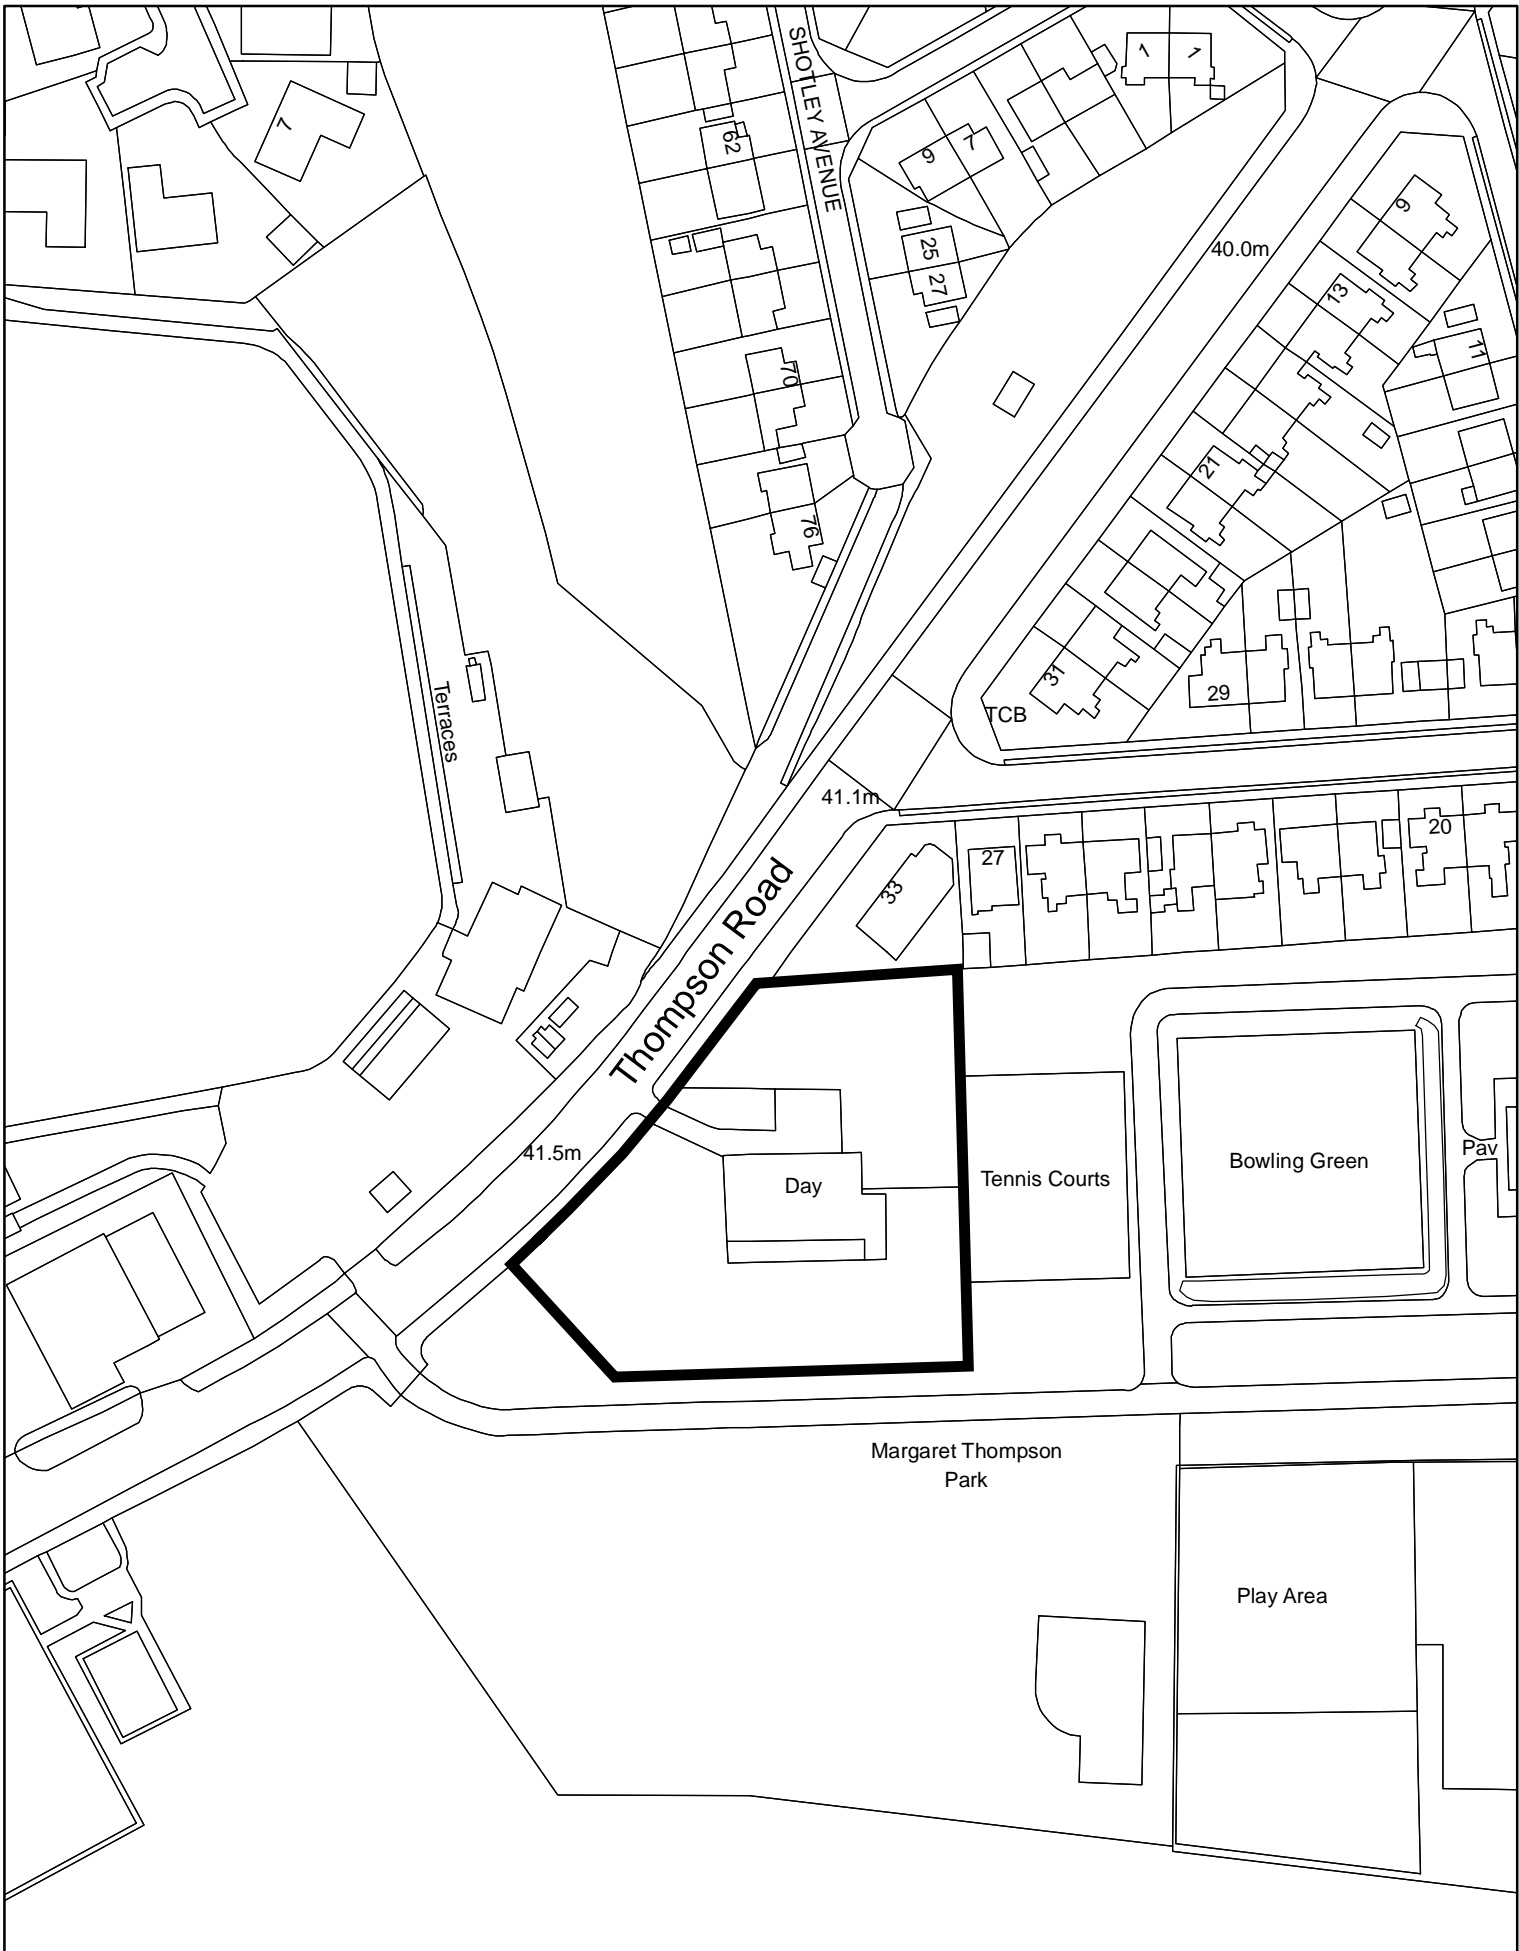 SHOTLEY AVENUE
1
1
7
62
9
7
25
27
40.0m
9
13
11
70
21
76
31
29
TCB
Terraces
41.1m
20
27
33
Thompson Road
41.5m
Day
Tennis Courts
Bowling Green
Pav
Margaret Thompson
Park
Play Area